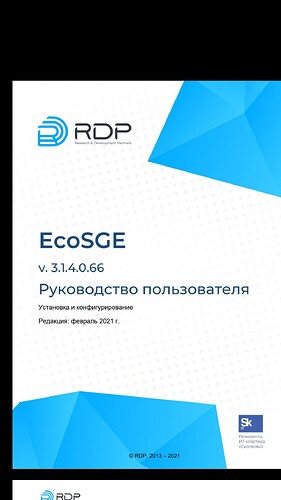 RDP
Research & Development Partners
EcoSGE
v. 3.1.4.0.66
Руководство пользователя
Установка и конфигурирование
Редакция: февраль 2021 г.
Sk
Резиденты
ИТ кластера
«Сколково»
© RDP, 2013 – 2021
RDP